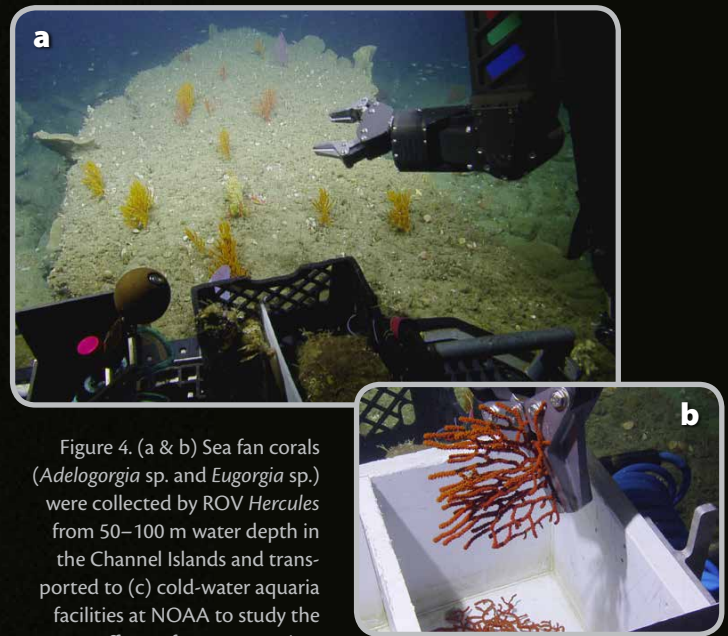 a
b
Figure 4. (a & b) Sea fan corals
(Adelogorgia sp. and Eugorgia sp.)
were collected by ROV Hercules
from 50–100 m water depth in
the Channel Islands and trans-
ported to (c) cold-water aquaria
facilities at NOAA to study the